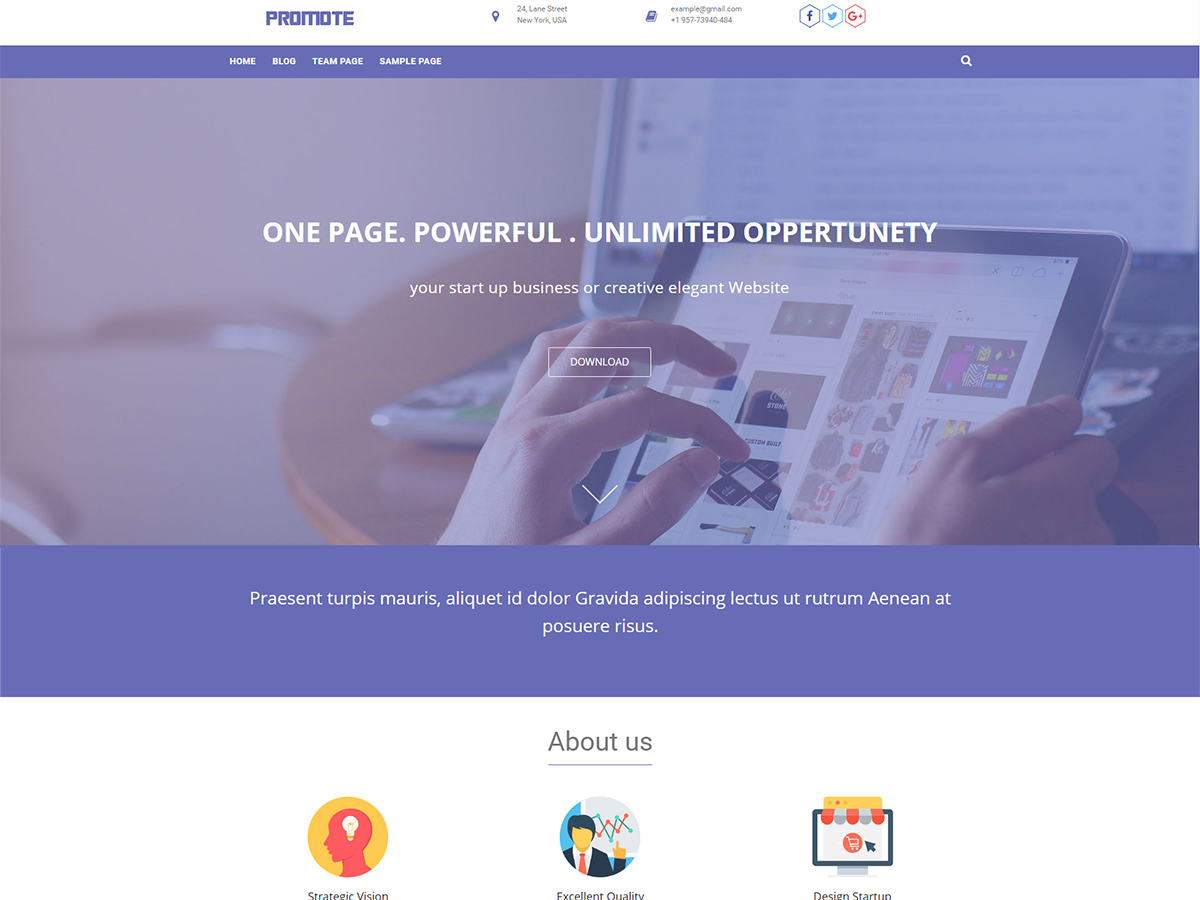 PROMOTE
24, Lane Street
New York, USA
example@gmail.com
+1 957-73940-484
HOME BLOG TEAM PAGE SAMPLE PAGE
ONE PAGE. POWERFUL . UNLIMITED OPPERTUNETY
your start up business or creative elegant Website
DOWNLOAD
STONE
CUSTOM BUILT
Praesent turpis mauris, aliquet id dolor Gravida adipiscing lectus ut rutrum Aenean at
posuere risus.
About us
Strategic Vision
Excellent Quality
Design Startup